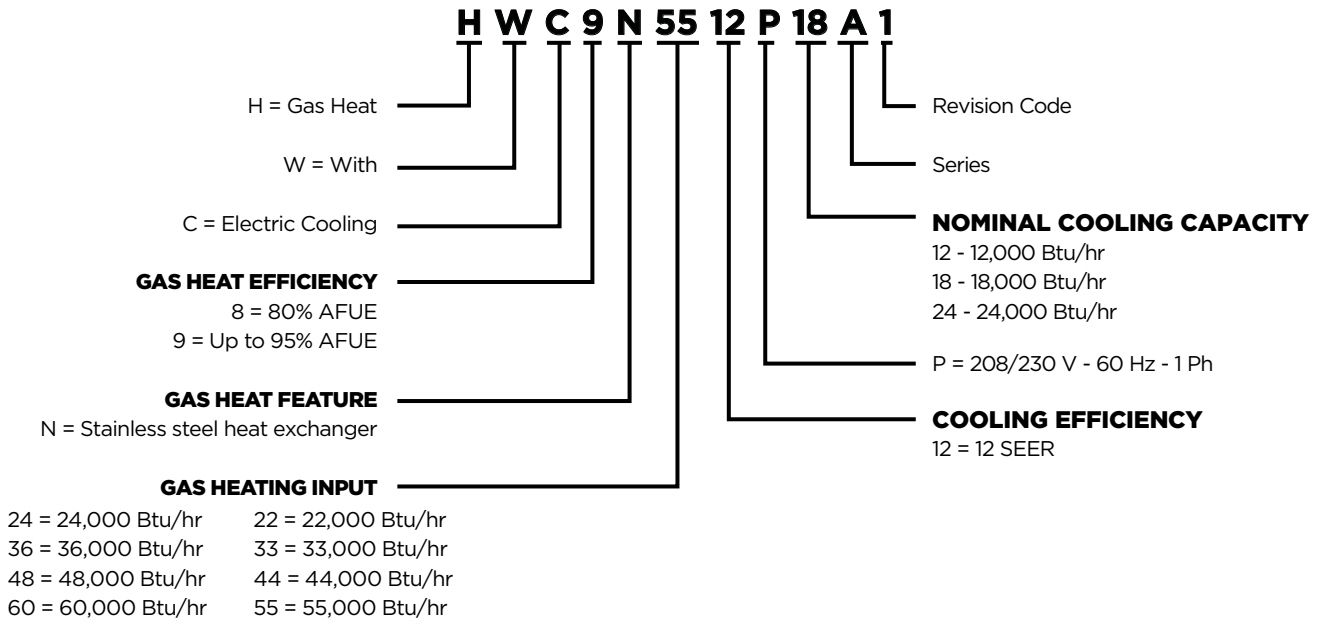 H W C 9 N 55 12 P 18 A 1
H = Gas Heat
W = With
C = Electric Cooling
GAS HEAT EFFICIENCY
8 = 80% AFUE
9 = Up to 95% AFUE
GAS HEAT FEATURE
N = Stainless steel heat exchanger
GAS HEATING INPUT
24 = 24,000 Btu/hr 22 = 22,000 Btu/hr
36 = 36,000 Btu/hr 33 = 33,000 Btu/hr
48 = 48,000 Btu/hr 44 = 44,000 Btu/hr
60 = 60,000 Btu/hr 55 = 55,000 Btu/hr
Revision Code
Series
NOMINAL COOLING CAPACITY
12 - 12,000 Btu/hr
18 - 18,000 Btu/hr
24 - 24,000 Btu/hr
P = 208/230 V - 60 Hz - 1 Ph
COOLING EFFICIENCY
12 = 12 SEER